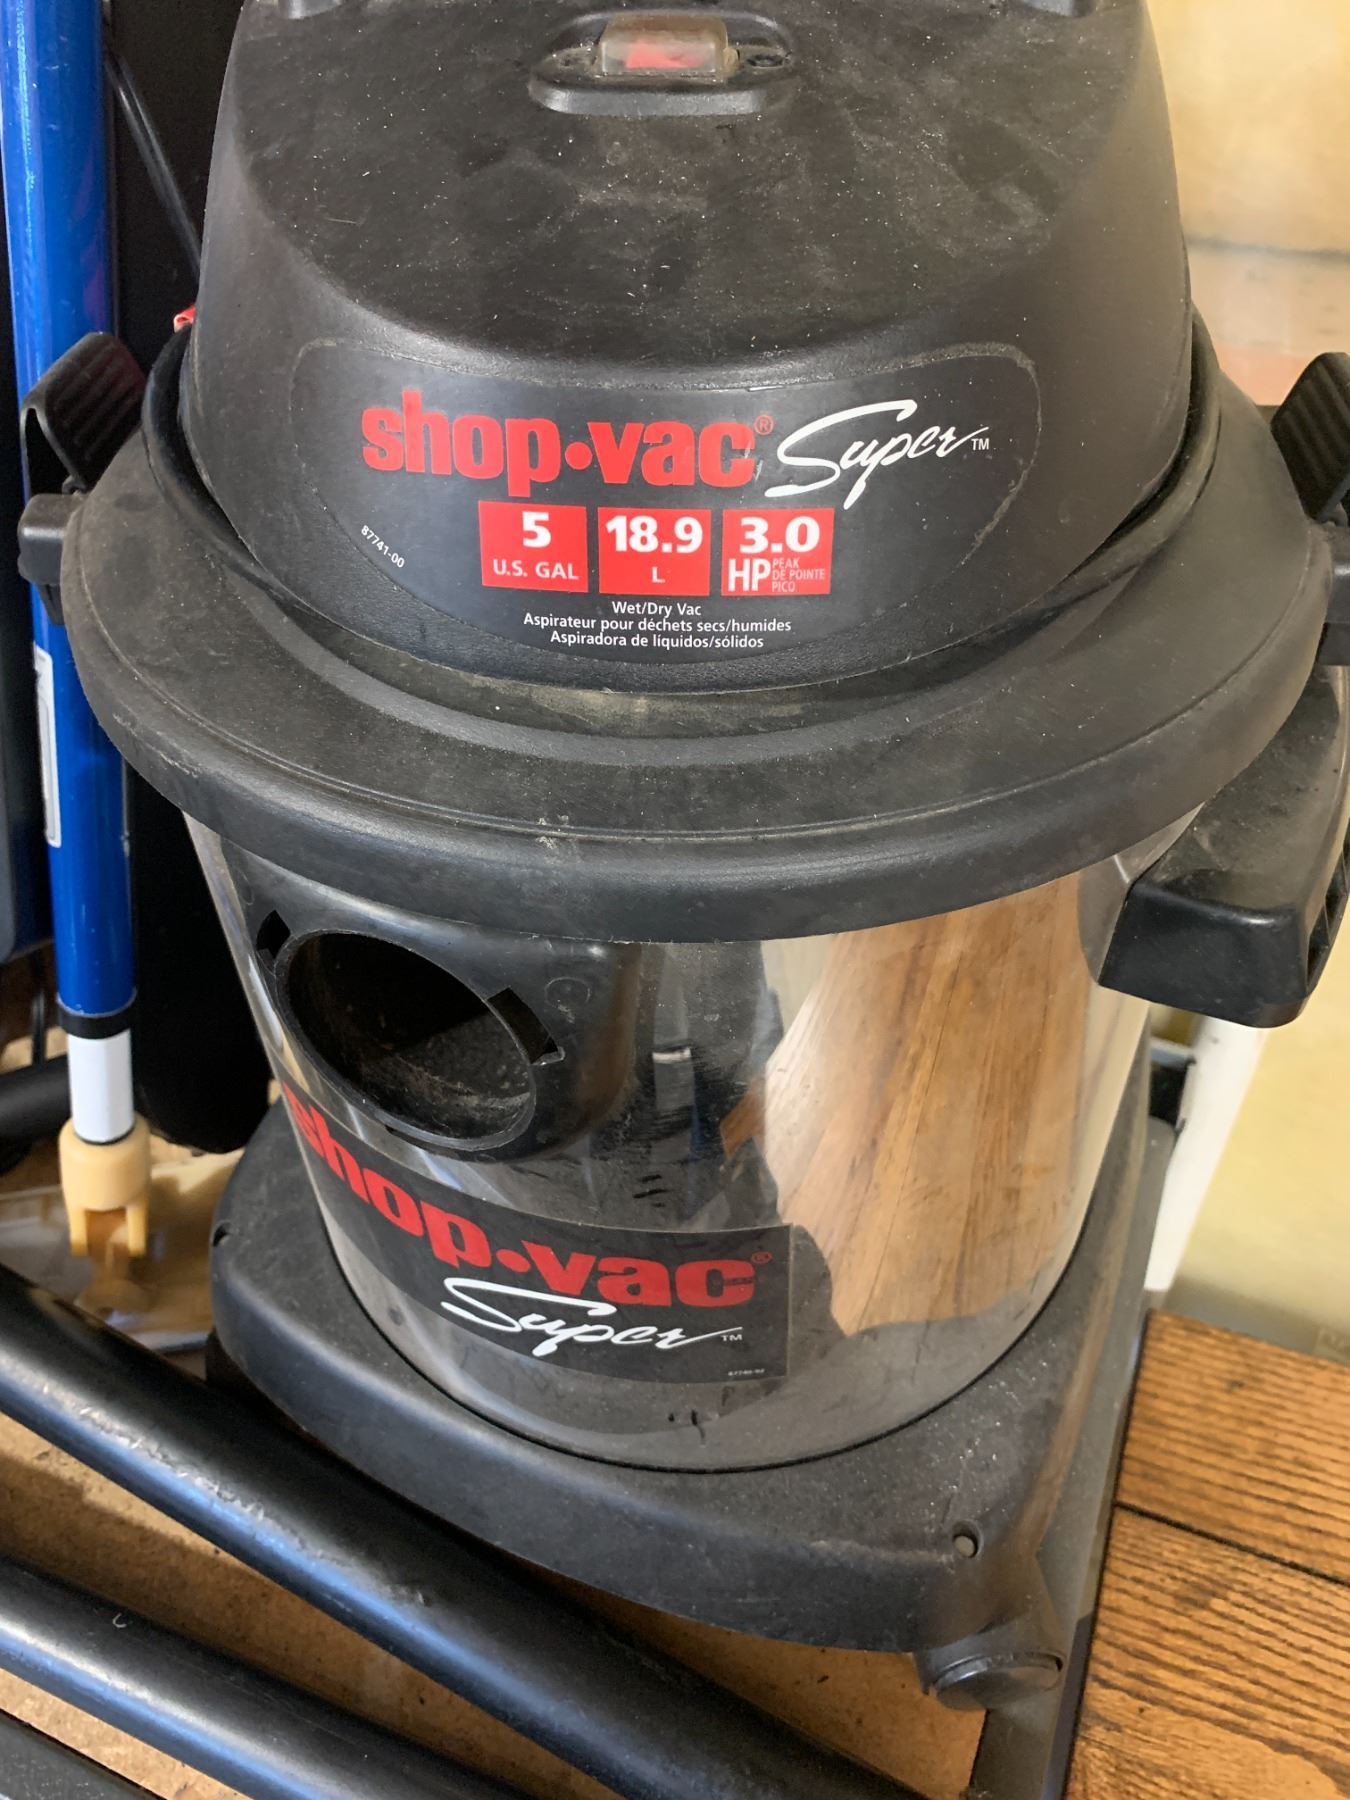 shop•vac® Super™
5 U.S. GAL
18.9 L
3.0 HP PEAK DE POINTE PICO
87741-00
Wet/Dry Vac
Aspirateur pour déchets secs/humides
Aspiradora de líquidos/sólidos
shop•vac®
Super™